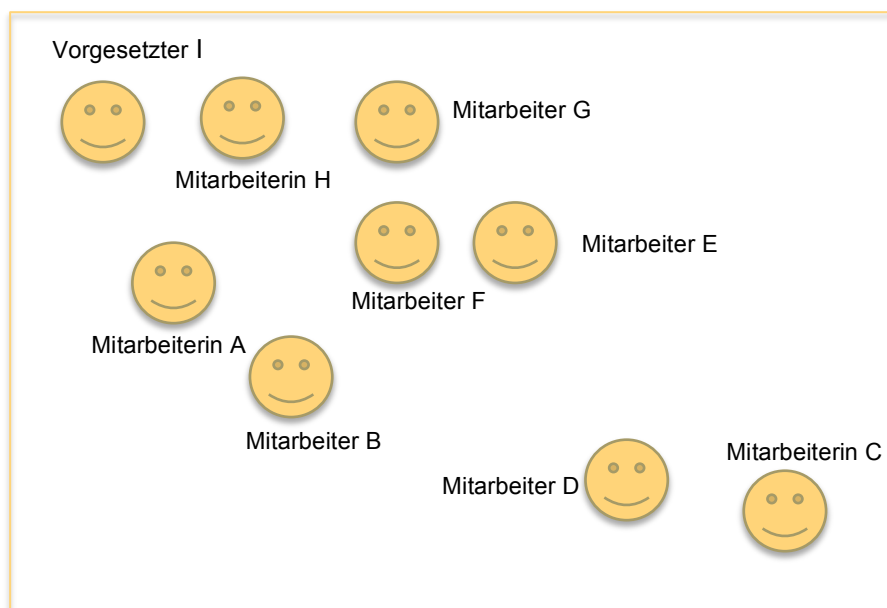 Vorgesetzter I
Mitarbeiter G
Mitarbeiterin H
Mitarbeiter E
Mitarbeiter F
Mitarbeiterin A
Mitarbeiter B
Mitarbeiterin C
Mitarbeiter D